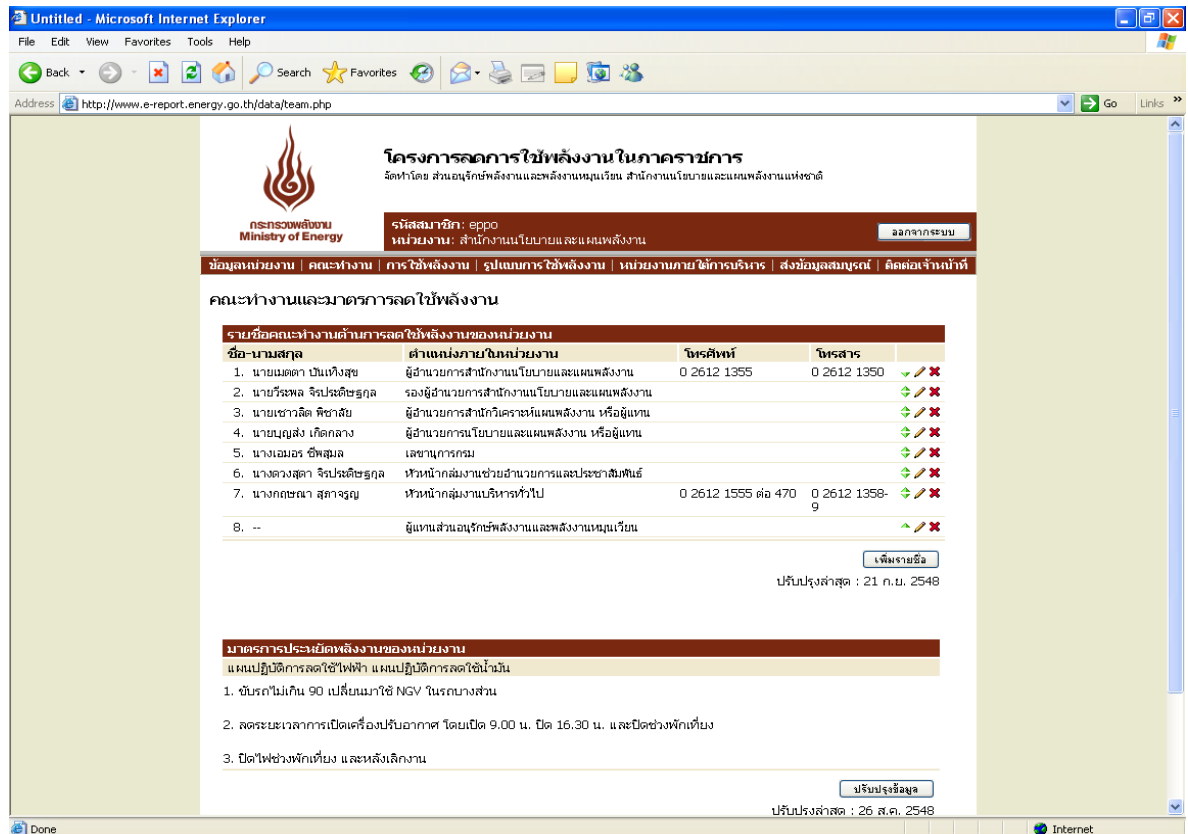 Untitled - Microsoft Internet Explorer
File Edit View Favorites Tools Help
Back Search Favorites
Address http://www.e-report.energy.go.th/data/team.php Go Links »
โครงการลดการใช้พลังงานในภาคราชการ
จัดทำโดย ส่วนอนุรักษ์พลังงานและพลังงานหมุนเวียน สำนักงานนโยบายและแผนพลังงานแห่งชาติ
กระทรวงพลังงาน
Ministry of Energy
รหัสสมาชิก: eppo
หน่วยงาน: สำนักงานนโยบายและแผนพลังงาน
ออกจากระบบ
ข้อมูลหน่วยงาน | คณะทำงาน | การใช้พลังงาน | รูปแบบการใช้พลังงาน | หน่วยงานภายใต้การบริหาร | ส่งข้อมูลสมบูรณ์ | ติดต่อเจ้าหน้าที่
คณะทำงานและมาตรการลดใช้พลังงาน
รายชื่อคณะทำงานด้านการลดใช้พลังงานของหน่วยงาน
ชื่อ-นามสกุล ตำแหน่งภายในหน่วยงาน โทรศัพท์ โทรสาร
1. นายเมตตา บันเทิงสุข ผู้อำนวยการสำนักงานนโยบายและแผนพลังงาน 0 2612 1355 0 2612 1350
2. นายวีระพล จิรประดิษฐกุล รองผู้อำนวยการสำนักงานนโยบายและแผนพลังงาน
3. นายเชาวลิต พิชาลัย ผู้อำนวยการสำนักวิเคราะห์แผนพลังงาน หรือผู้แทน
4. นายบุญส่ง เกิดกลาง ผู้อำนวยการนโยบายและแผนพลังงาน หรือผู้แทน
5. นางเอมอร ชีพสุมล เลขานุการกรม
6. นางดวงสุดา จิรประดิษฐกุล หัวหน้ากลุ่มงานช่วยอำนวยการและประชาสัมพันธ์
7. นางกฤษณา สุภาจรูญ หัวหน้ากลุ่มงานบริหารทั่วไป 0 2612 1555 ต่อ 470 0 2612 1358-
9
8. -- ผู้แทนส่วนอนุรักษ์พลังงานและพลังงานหมุนเวียน
เพิ่มรายชื่อ
ปรับปรุงล่าสุด : 21 ก.ย. 2548
มาตรการประหยัดพลังงานของหน่วยงาน
แผนปฏิบัติการลดใช้ไฟฟ้า แผนปฏิบัติการลดใช้น้ำมัน
1. ขับรถไม่เกิน 90 เปลี่ยนมาใช้ NGV ในรถบางส่วน
2. ลดระยะเวลาการเปิดเครื่องปรับอากาศ โดยเปิด 9.00 น. ปิด 16.30 น. และปิดช่วงพักเที่ยง
3. ปิดไฟช่วงพักเที่ยง และหลังเลิกงาน
ปรับปรุงข้อมูล
ปรับปรุงล่าสุด : 26 ส.ค. 2548
Done Internet